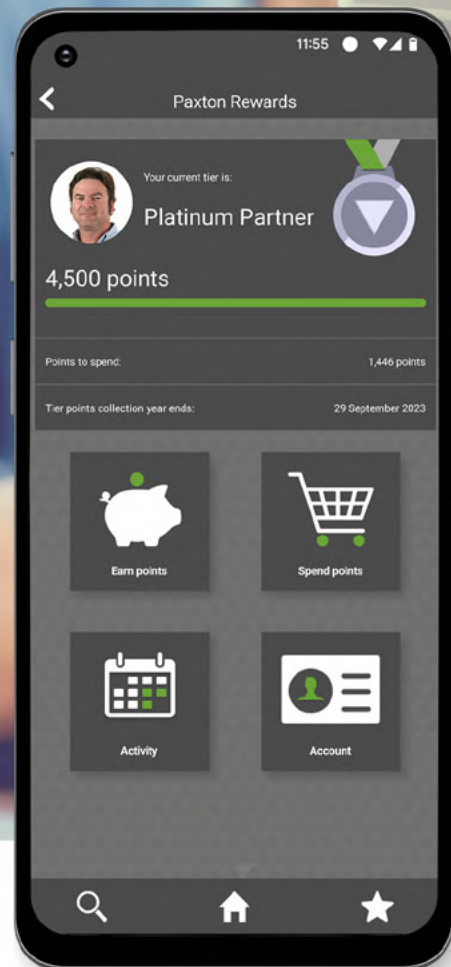 11:55
Paxton Rewards
Your current tier is:
Platinum Partner
4,500 points
Points to spend: 1,446 points
Tier points collection year ends: 29 September 2023
Earn points
Spend points
Activity
Account